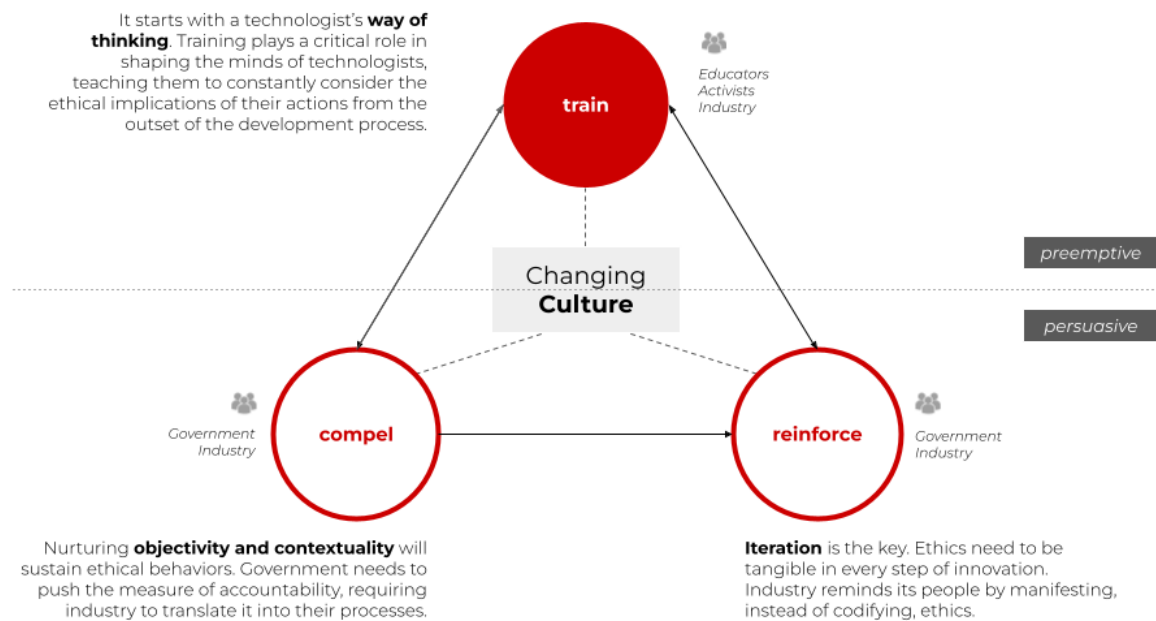 It starts with a technologist's way of
thinking. Training plays a critical role in
shaping the minds of technologists,
teaching them to constantly consider the
ethical implications of their actions from the
outset of the development process.
train
Educators
Activists
Industry
Changing
Culture
preemptive
persuasive
Government
Industry
compel
reinforce
Government
Industry
Nurturing objectivity and contextuality will
sustain ethical behaviors. Government needs to
push the measure of accountability, requiring
industry to translate it into their processes.
Iteration is the key. Ethics need to be
tangible in every step of innovation.
Industry reminds its people by manifesting,
instead of codifying, ethics.